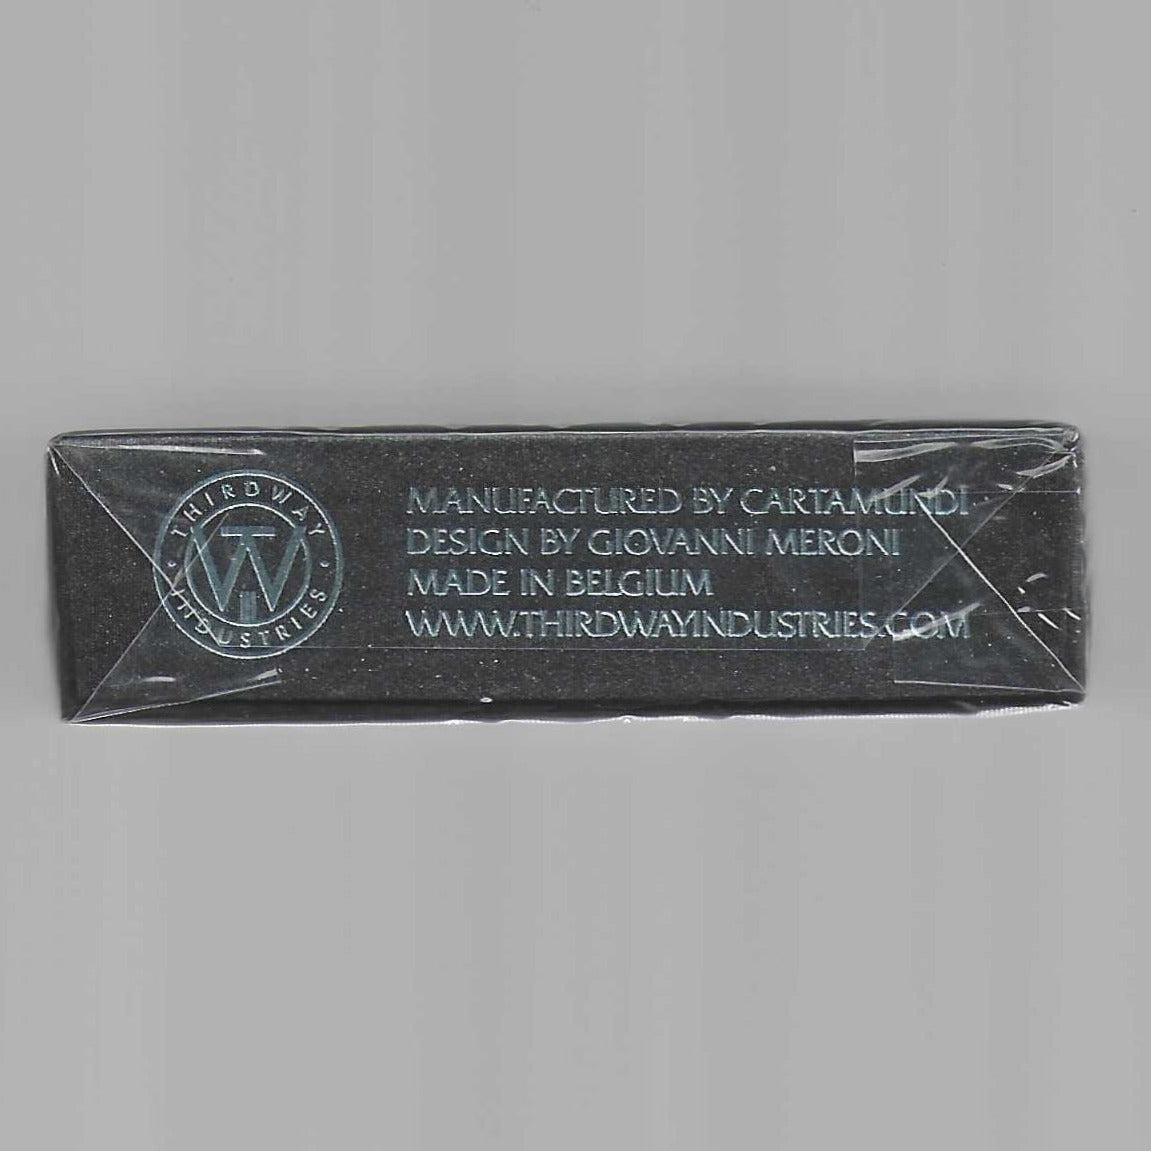 THIRDWAY
INDUSTRIES
MANUFACTURED BY CARTAMUNDI
DESIGN BY GIOVANNI MERONI
MADE IN BELGIUM
WWW.THIRDWAYINDUSTRIES.COM